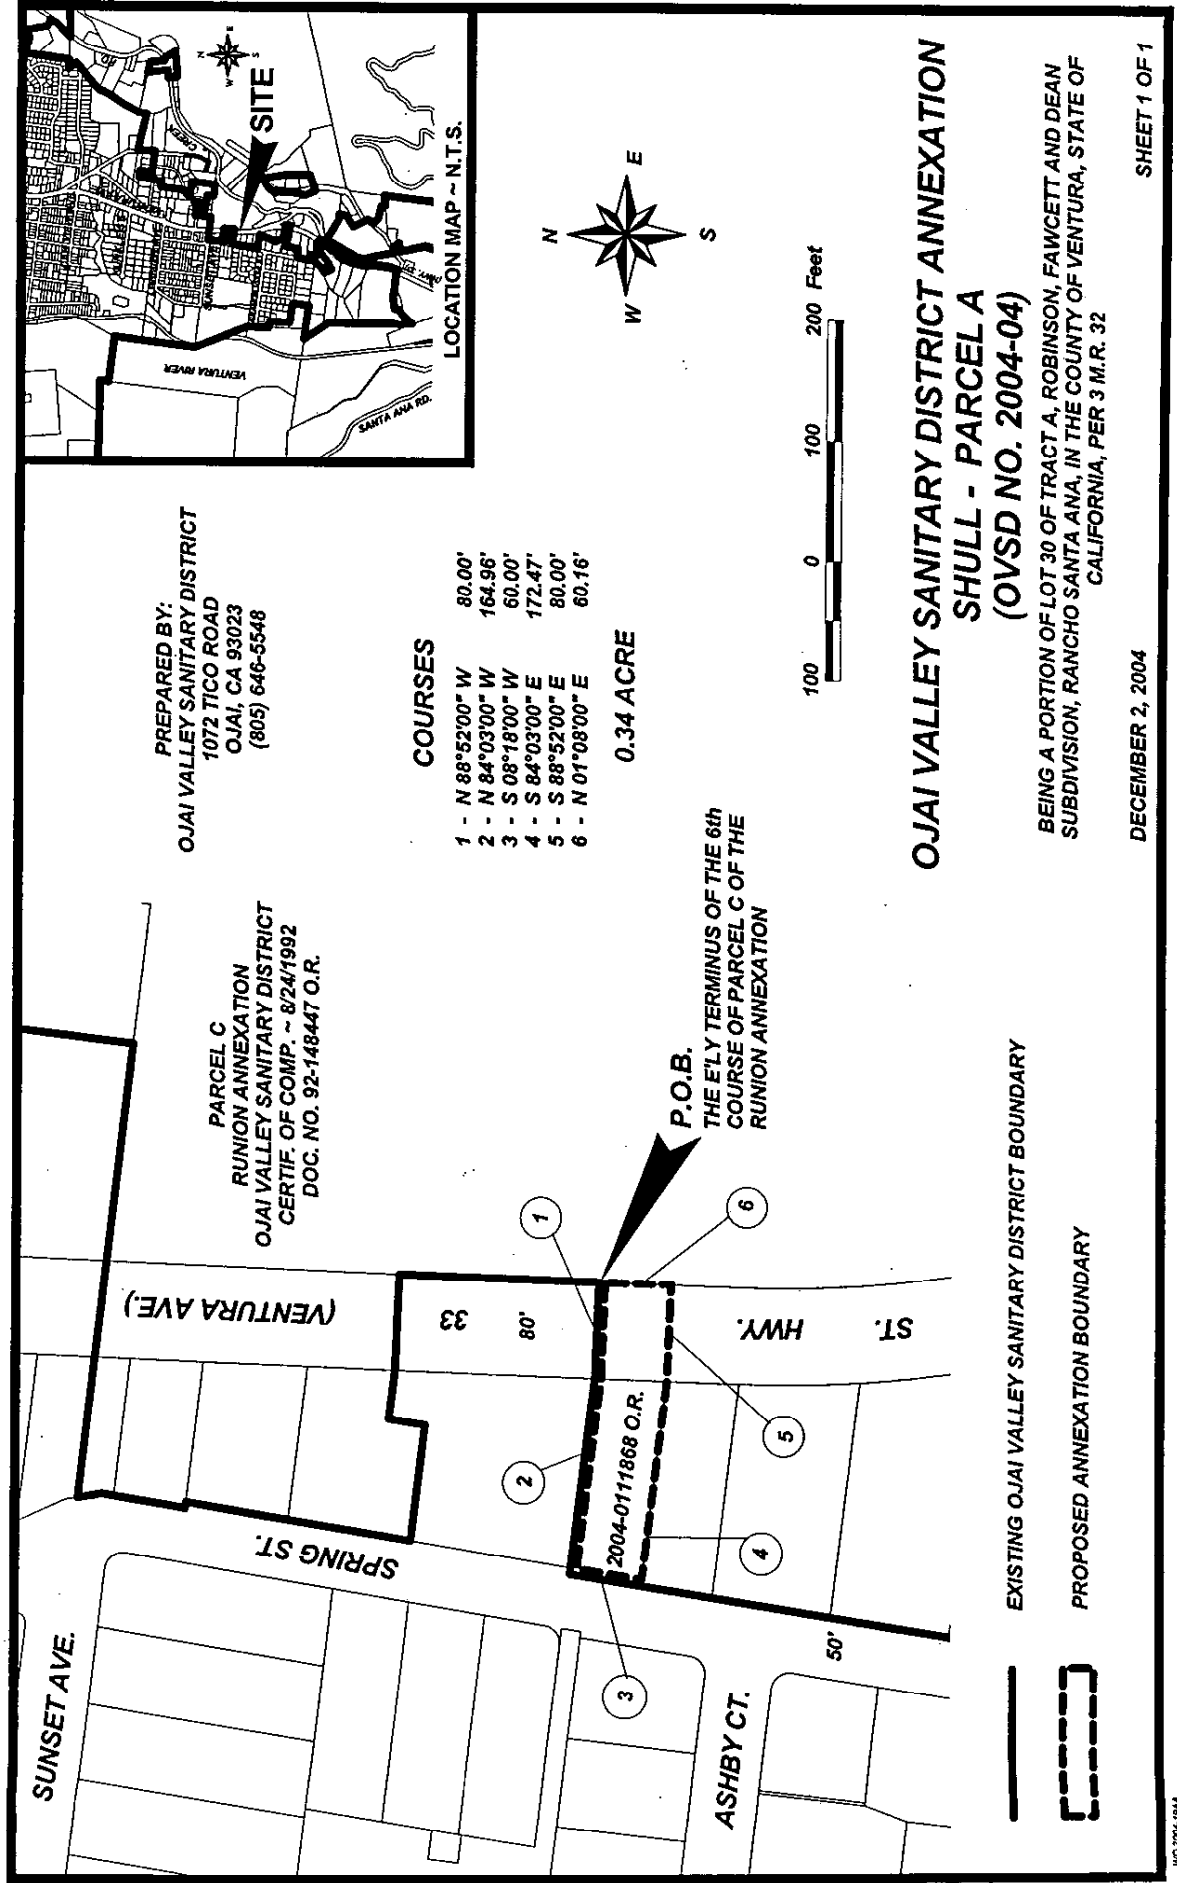 SUNSET AVE.
SPRING ST.
ASHBY CT.
50'
(VENTURA AVE.)
33
80'
HWY.
ST.
2004-0111868 O.R.
1
2
3
4
5
6
PARCEL C
RUNION ANNEXATION
OJAI VALLEY SANITARY DISTRICT
CERTIF. OF COMP. ~ 8/24/1992
DOC. NO. 92-148447 O.R.
P.O.B.
THE E'LY TERMINUS OF THE 6th
COURSE OF PARCEL C OF THE
RUNION ANNEXATION
PREPARED BY:
OJAI VALLEY SANITARY DISTRICT
1072 TICO ROAD
OJAI, CA 93023
(805) 646-5548
COURSES
1 - N 88°52'00" W 80.00'
2 - N 84°03'00" W 164.96'
3 - S 08°18'00" W 60.00'
4 - S 84°03'00" E 172.47'
5 - S 88°52'00" E 80.00'
6 - N 01°08'00" E 60.16'
0.34 ACRE
VENTURA RIVER
SANTA ANA RD.
CREEK
SITE
N
E
S
W
LOCATION MAP ~ N.T.S.
N
E
S
W
100 0 100 200 Feet
EXISTING OJAI VALLEY SANITARY DISTRICT BOUNDARY
PROPOSED ANNEXATION BOUNDARY
OJAI VALLEY SANITARY DISTRICT ANNEXATION
SHULL - PARCEL A
(OVSD NO. 2004-04)
BEING A PORTION OF LOT 30 OF TRACT A, ROBINSON, FAWCETT AND DEAN
SUBDIVISION, RANCHO SANTA ANA, IN THE COUNTY OF VENTURA, STATE OF
CALIFORNIA, PER 3 M.R. 32
DECEMBER 2, 2004
SHEET 1 OF 1